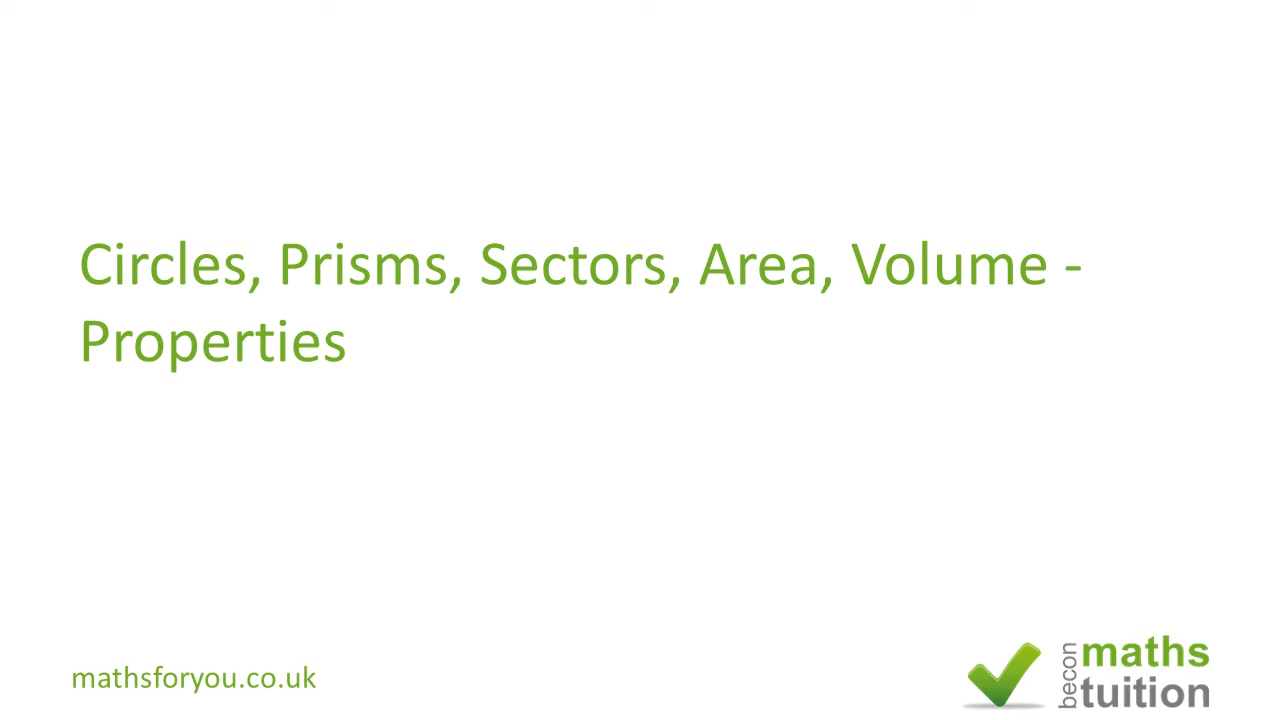 Circles, Prisms, Sectors, Area, Volume -
Properties
mathsforyou.co.uk
becon
maths
tuition